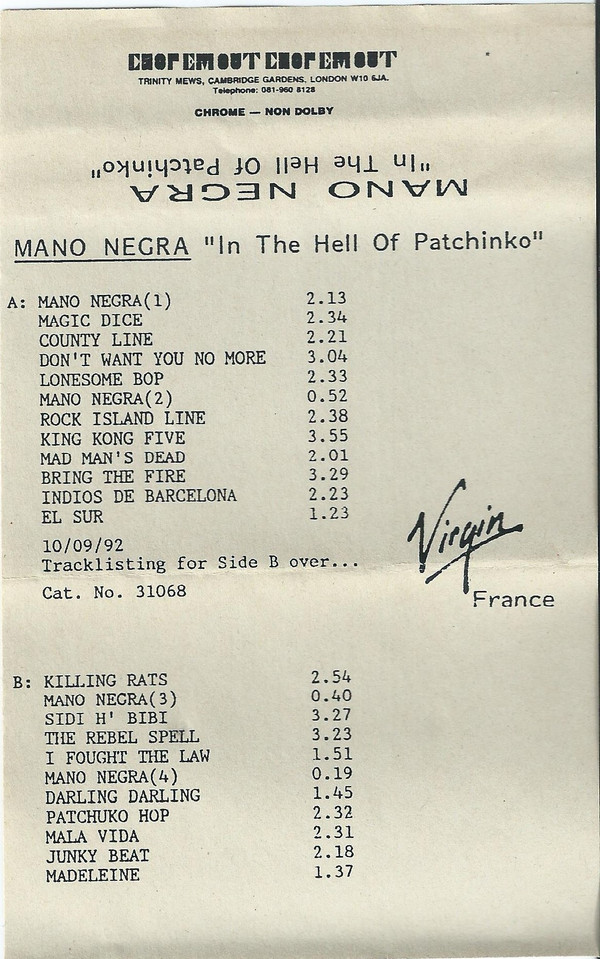 COPY EM OUT COPY EM OUT
TRINITY MEWS, CAMBRIDGE GARDENS, LONDON W10 6JA.
Telephone: 081-960 8128
CHROME — NON DOLBY
"In The Hell Of Patchinko"
MANO NEGRA
MANO NEGRA "In The Hell Of Patchinko"
A: MANO NEGRA(1) 2.13
MAGIC DICE 2.34
COUNTY LINE 2.21
DON'T WANT YOU NO MORE 3.04
LONESOME BOP 2.33
MANO NEGRA(2) 0.52
ROCK ISLAND LINE 2.38
KING KONG FIVE 3.55
MAD MAN'S DEAD 2.01
BRING THE FIRE 3.29
INDIOS DE BARCELONA 2.23
EL SUR 1.23
10/09/92
Tracklisting for Side B over...
Cat. No. 31068
Virgin
France
B: KILLING RATS 2.54
MANO NEGRA(3) 0.40
SIDI H' BIBI 3.27
THE REBEL SPELL 3.23
I FOUGHT THE LAW 1.51
MANO NEGRA(4) 0.19
DARLING DARLING 1.45
PATCHUKO HOP 2.32
MALA VIDA 2.31
JUNKY BEAT 2.18
MADELEINE 1.37